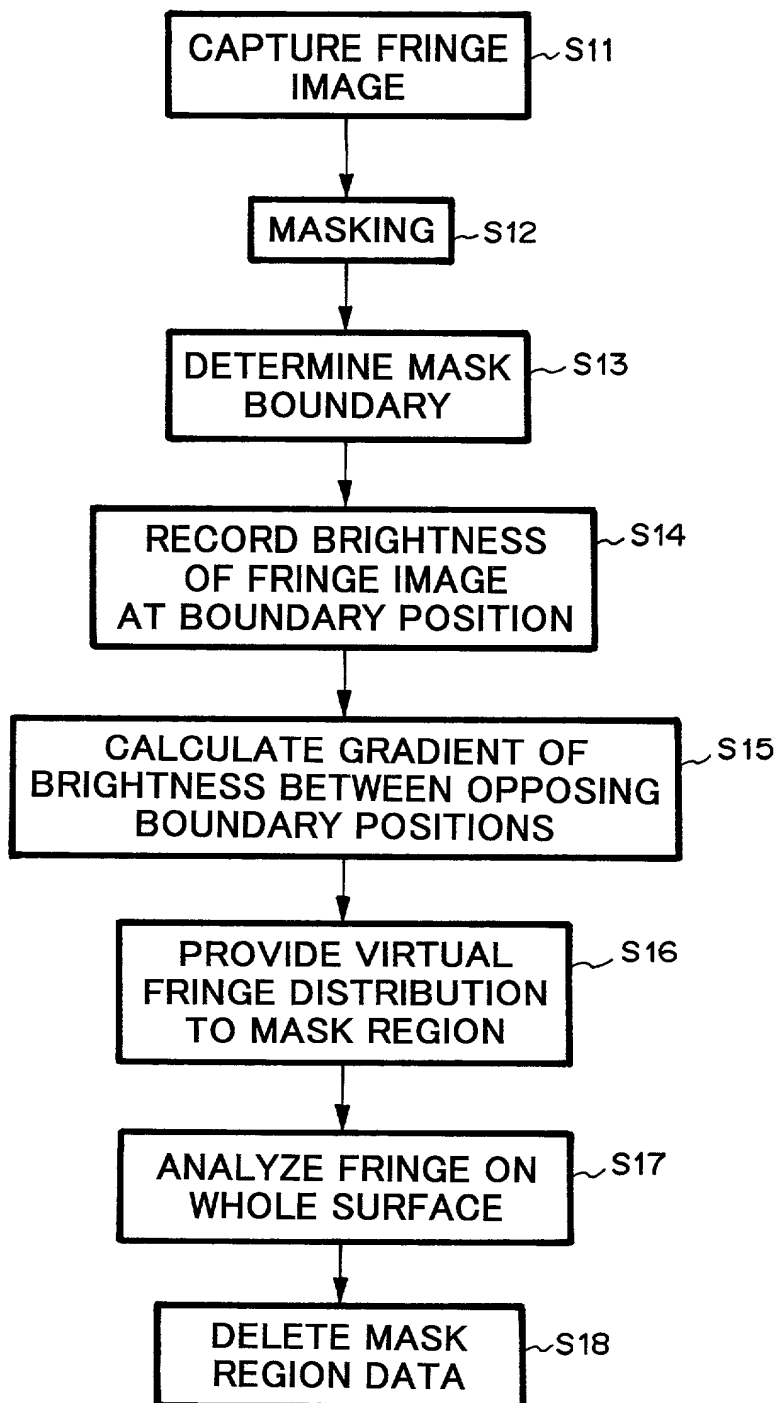 CAPTURE FRINGE
IMAGE
S11
MASKING
S12
DETERMINE MASK
BOUNDARY
S13
RECORD BRIGHTNESS
OF FRINGE IMAGE
AT BOUNDARY POSITION
S14
CALCULATE GRADIENT OF
BRIGHTNESS BETWEEN OPPOSING
BOUNDARY POSITIONS
S15
PROVIDE VIRTUAL
FRINGE DISTRIBUTION
TO MASK REGION
S16
ANALYZE FRINGE ON
WHOLE SURFACE
S17
DELETE MASK
REGION DATA
S18